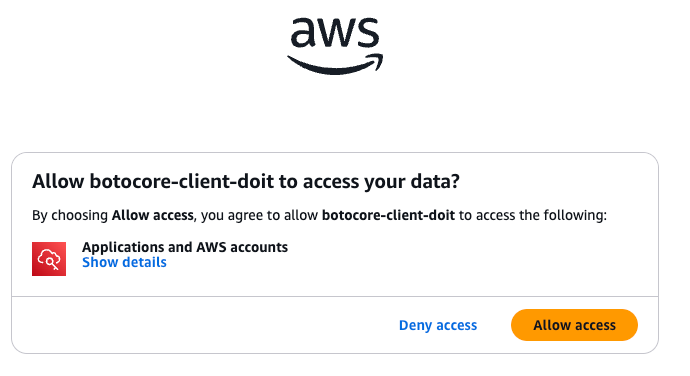 aws
Allow botocore-client-doit to access your data?
By choosing Allow access, you agree to allow botocore-client-doit to access the following:
Applications and AWS accounts
Show details
Deny access
Allow access